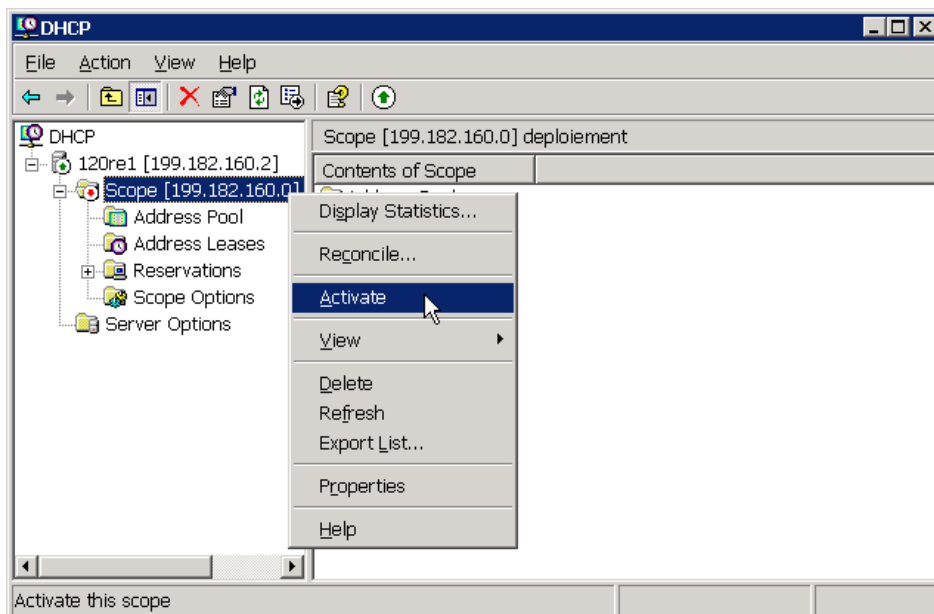 DHCP
File Action View Help
DHCP
120re1 [199.182.160.2]
Scope [199.182.160.0]
Address Pool
Address Leases
Reservations
Scope Options
Server Options
Scope [199.182.160.0] deploiement
Contents of Scope
Display Statistics...
Reconcile...
Activate
View
Delete
Refresh
Export List...
Properties
Help
Activate this scope